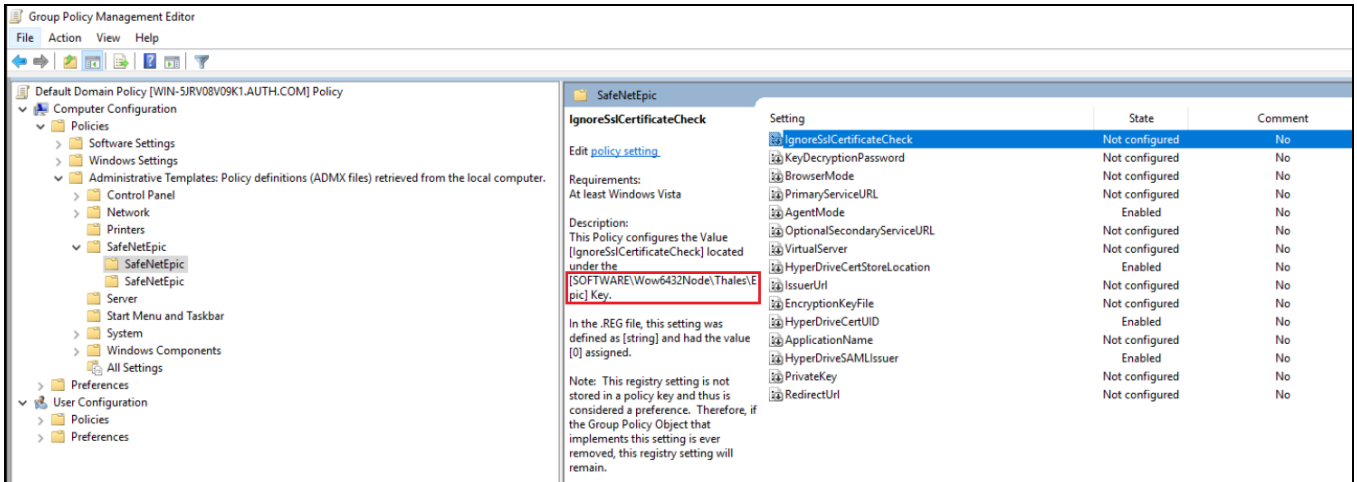 Group Policy Management Editor
File Action View Help
Default Domain Policy [WIN-5JRV08V09K1.AUTH.COM] Policy
Computer Configuration
Policies
Software Settings
Windows Settings
Administrative Templates: Policy definitions (ADMX files) retrieved from the local computer.
Control Panel
Network
Printers
SafeNetEpic
SafeNetEpic
SafeNetEpic
Server
Start Menu and Taskbar
System
Windows Components
All Settings
Preferences
User Configuration
Policies
Preferences
SafeNetEpic
IgnoreSslCertificateCheck
Edit policy setting
Requirements:
At least Windows Vista
Description:
This Policy configures the Value
[IgnoreSslCertificateCheck] located
under the
[SOFTWARE\Wow6432Node\Thales\E
pic] Key.
In the .REG file, this setting was
defined as [string] and had the value
[0] assigned.
Note: This registry setting is not
stored in a policy key and thus is
considered a preference. Therefore, if
the Group Policy Object that
implements this setting is ever
removed, this registry setting will
remain.
Setting State Comment
IgnoreSslCertificateCheck Not configured No
KeyDecryptionPassword Not configured No
BrowserMode Not configured No
PrimaryServiceURL Not configured No
AgentMode Enabled No
OptionalSecondaryServiceURL Not configured No
VirtualServer Not configured No
HyperDriveCertStoreLocation Enabled No
IssuerUrl Not configured No
EncryptionKeyFile Not configured No
HyperDriveCertUID Enabled No
ApplicationName Not configured No
HyperDriveSAMLIssuer Enabled No
PrivateKey Not configured No
RedirectUrl Not configured No